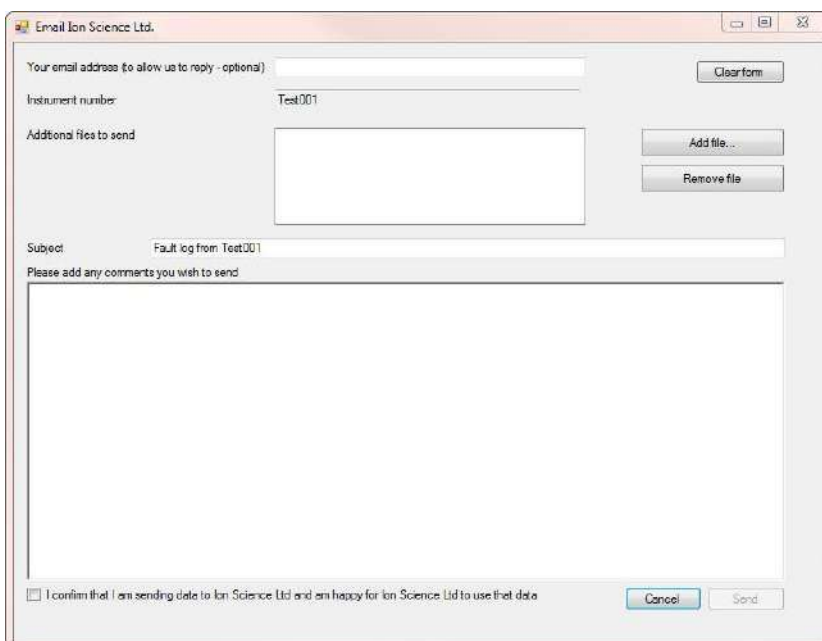 Email Ion Science Ltd.
Your email address (to allow us to reply - optional)
Clear form
Instrument number
Test001
Addtional files to send
Add file...
Remove file
Subject
Fault log from Test001
Please add any comments you wish to send
I confirm that I am sending data to Ion Science Ltd and am happy for Ion Science Ltd to use that data
Cancel
Send